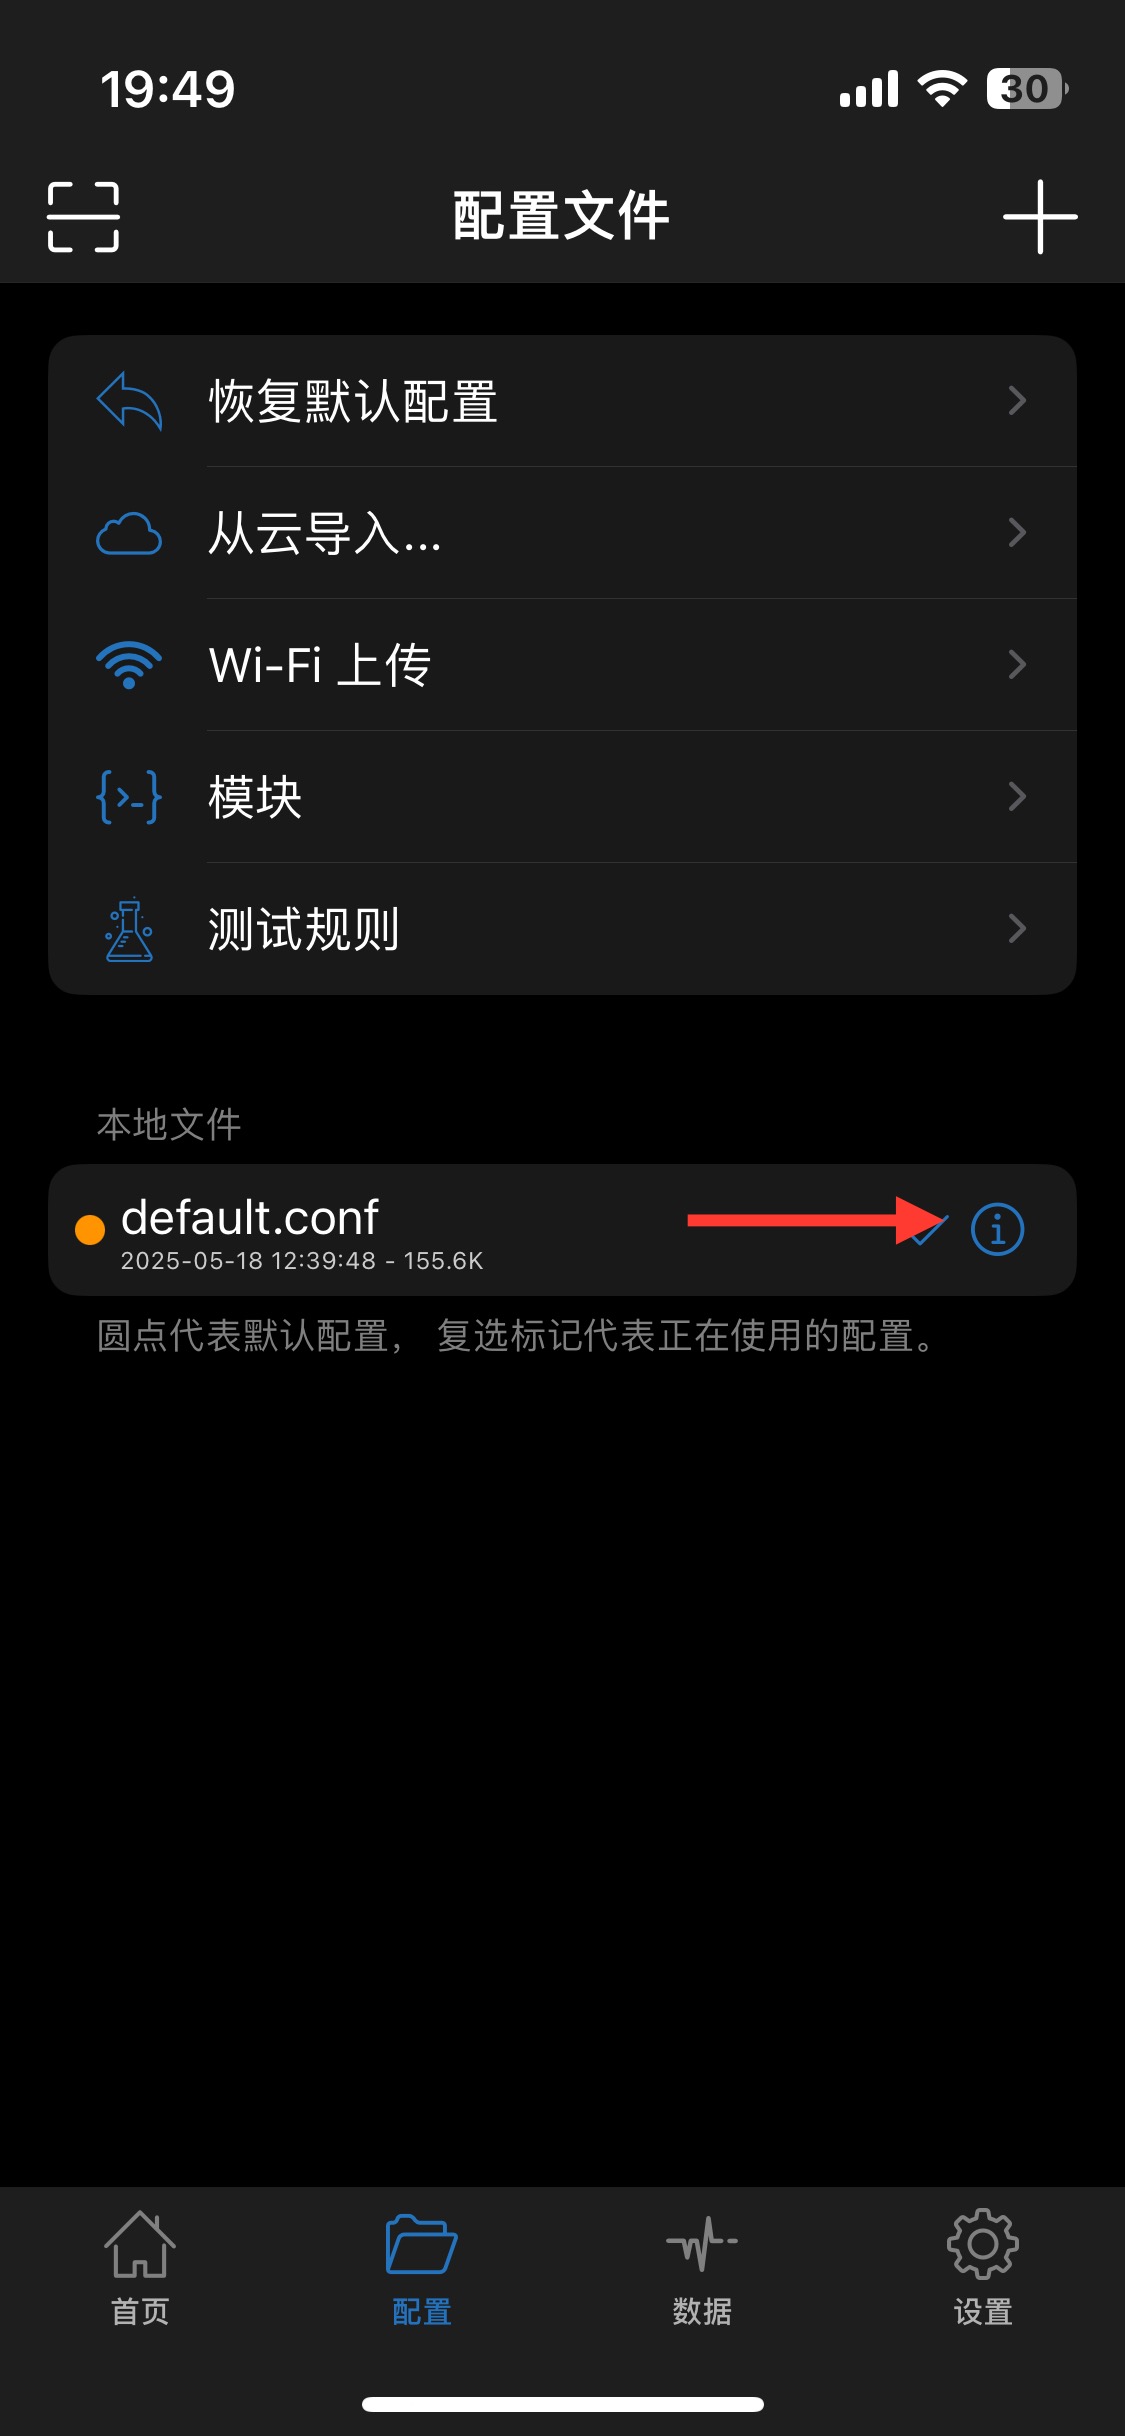 19:49
30
配置文件
恢复默认配置
从云导入...
Wi-Fi 上传
模块
测试规则
本地文件
default.conf
2025-05-18 12:39:48 - 155.6K
圆点代表默认配置， 复选标记代表正在使用的配置。
首页
配置
数据
设置